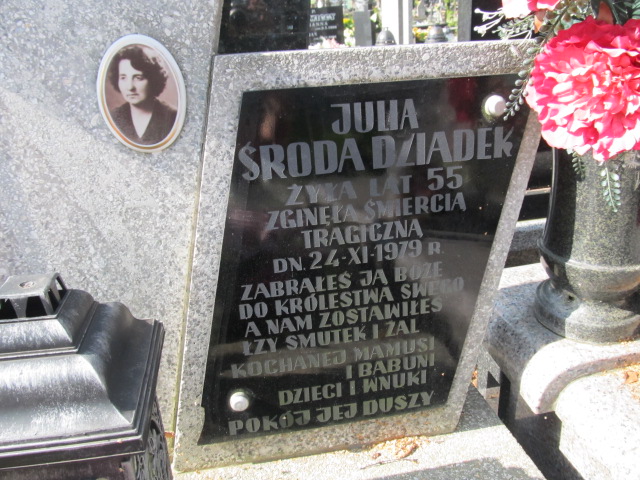 JULIA
ŚRODA DZIADEK
ŻYŁA LAT 55
ZGINĘŁA ŚMIERCIĄ
TRAGICZNĄ
DN. 24-XI-1979 R
ZABRAŁEŚ JĄ BOŻE
DO KRÓLESTWA SWEGO
A NAM ZOSTAWIŁEŚ
ŁZY SMUTEK I ŻAL
KOCHANEJ MAMUSI
I BABUNI
DZIECI I WNUKI
POKÓJ JEJ DUSZY